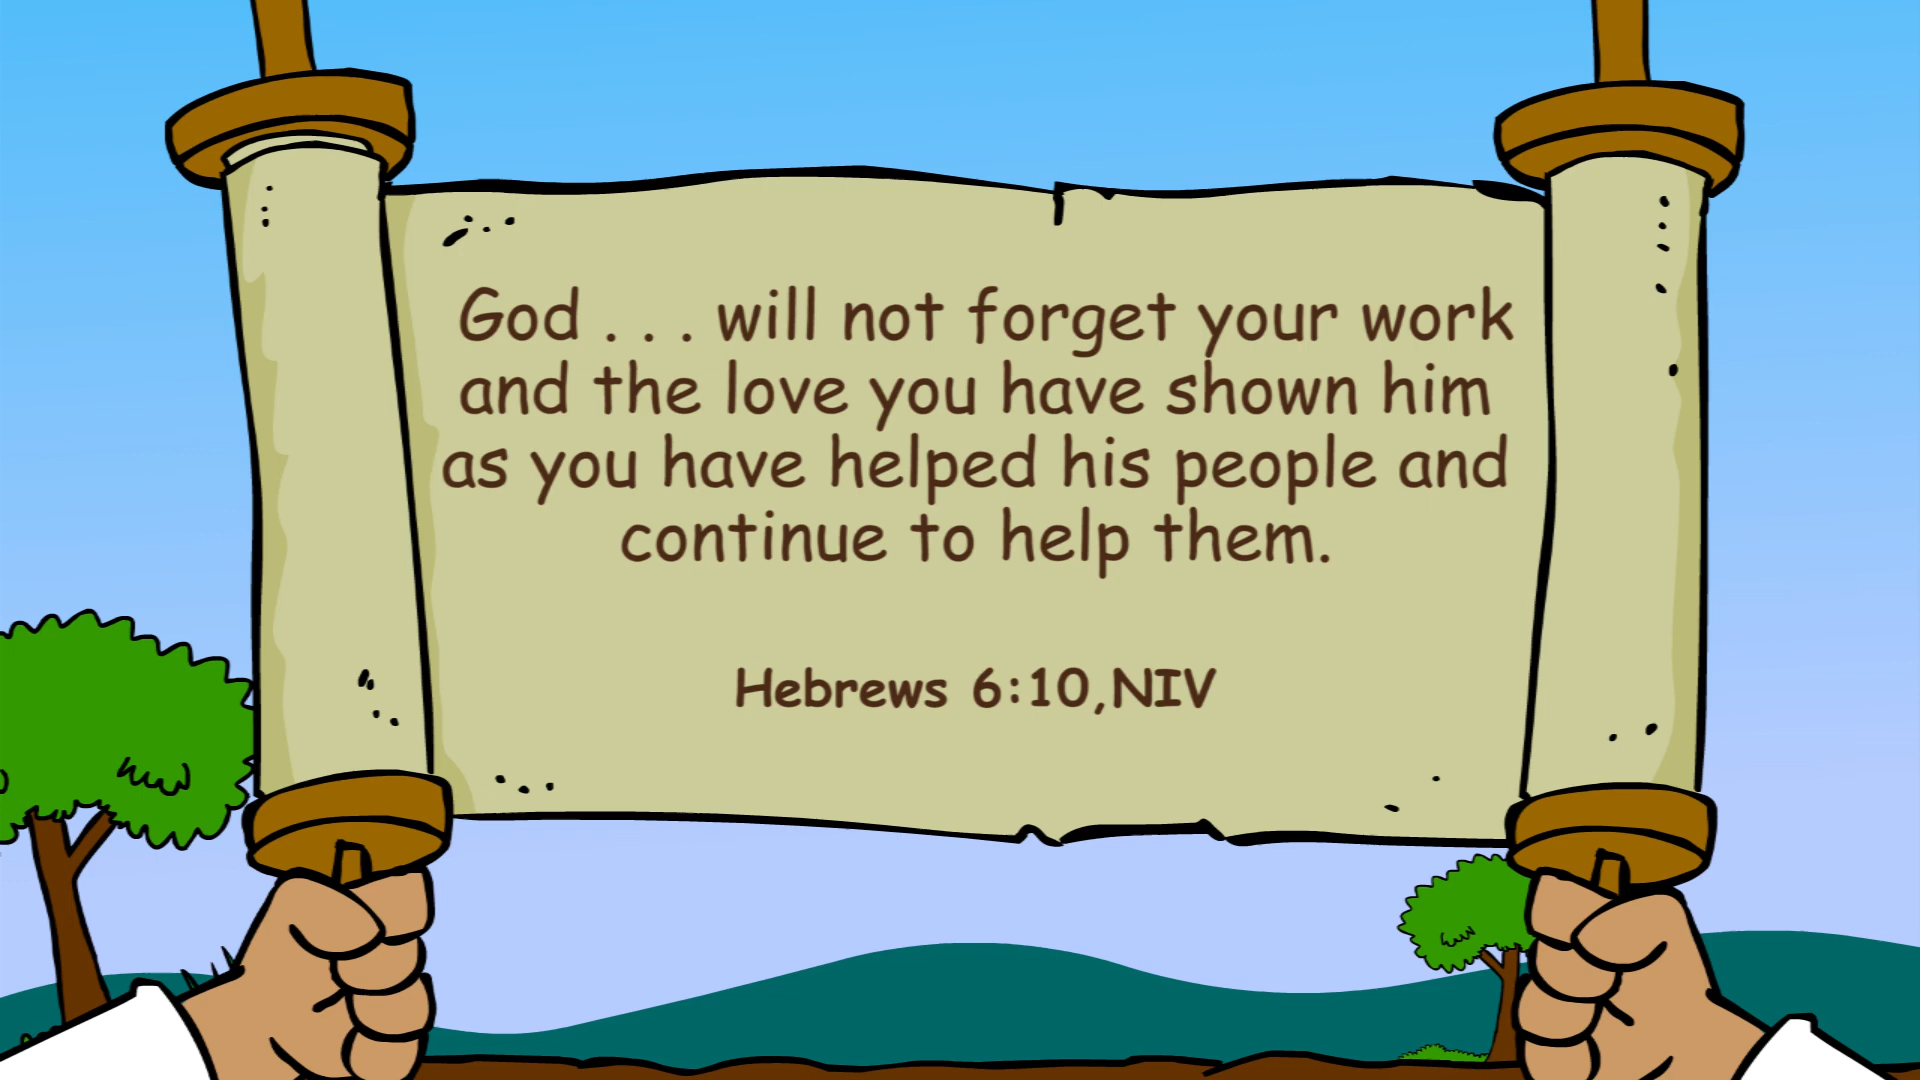 God . . . will not forget your work
and the love you have shown him
as you have helped his people and
continue to help them.
Hebrews 6:10,NIV